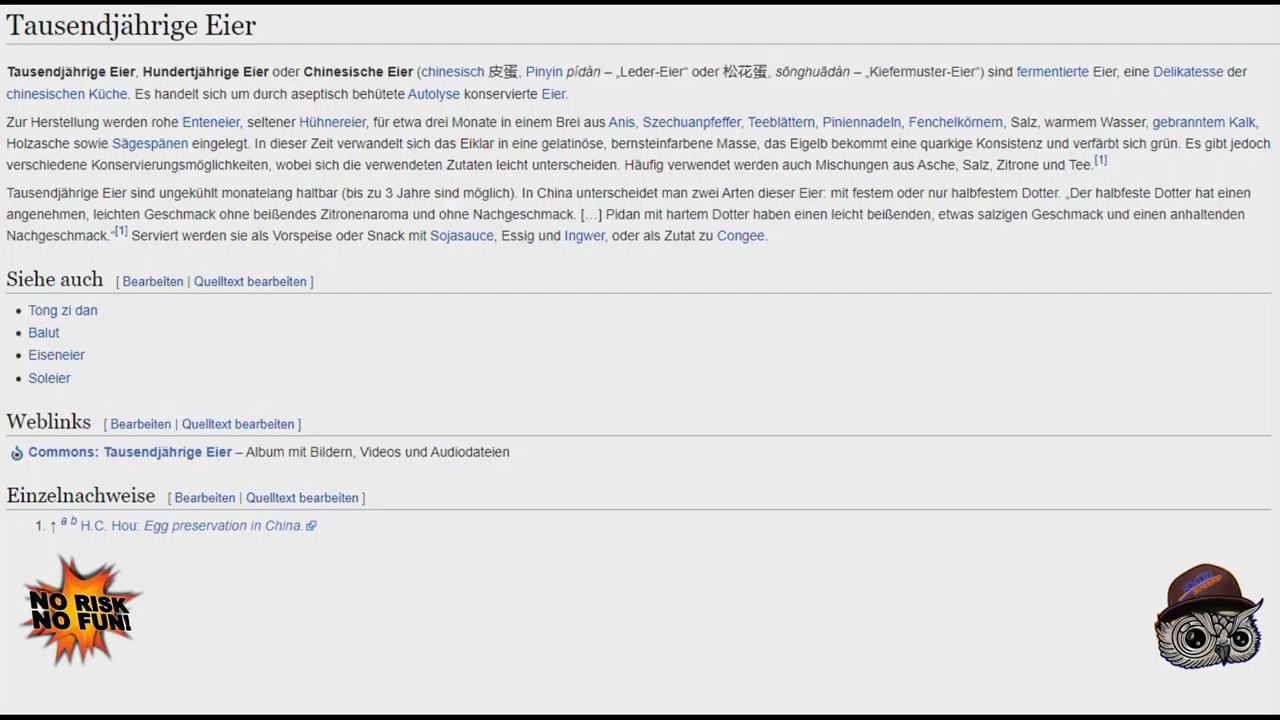 Tausendjährige Eier
Tausendjährige Eier, Hundertjährige Eier oder Chinesische Eier (chinesisch 皮蛋, Pinyin pídàn – „Leder-Eier“ oder 松花蛋, sōnghuādàn – „Kiefermuster-Eier“) sind fermentierte Eier, eine Delikatesse der
chinesischen Küche. Es handelt sich um durch aseptisch behütete Autolyse konservierte Eier.
Zur Herstellung werden rohe Enteneier, seltener Hühnereier, für etwa drei Monate in einem Brei aus Anis, Szechuanpfeffer, Teeblättern, Piniennadeln, Fenchelkörnern, Salz, warmem Wasser, gebranntem Kalk,
Holzasche sowie Sägespänen eingelegt. In dieser Zeit verwandelt sich das Eiklar in eine gelatinöse, bernsteinfarbene Masse, das Eigelb bekommt eine quarkige Konsistenz und verfärbt sich grün. Es gibt jedoch
verschiedene Konservierungsmöglichkeiten, wobei sich die verwendeten Zutaten leicht unterscheiden. Häufig verwendet werden auch Mischungen aus Asche, Salz, Zitrone und Tee.[1]
Tausendjährige Eier sind ungekühlt monatelang haltbar (bis zu 3 Jahre sind möglich). In China unterscheidet man zwei Arten dieser Eier: mit festem oder nur halbfestem Dotter. „Der halbfeste Dotter hat einen
angenehmen, leichten Geschmack ohne beißendes Zitronenaroma und ohne Nachgeschmack. […] Pidan mit hartem Dotter haben einen leicht beißenden, etwas salzigen Geschmack und einen anhaltenden
Nachgeschmack.“[1] Serviert werden sie als Vorspeise oder Snack mit Sojasauce, Essig und Ingwer, oder als Zutat zu Congee.
Siehe auch [ Bearbeiten | Quelltext bearbeiten ]
• Tong zi dan
• Balut
• Eiseneier
• Soleier
Weblinks [ Bearbeiten | Quelltext bearbeiten ]
Commons: Tausendjährige Eier – Album mit Bildern, Videos und Audiodateien
Einzelnachweise [ Bearbeiten | Quelltext bearbeiten ]
1. ↑ a b H.C. Hou: Egg preservation in China.
NO RISK
NO FUN!
Streamer